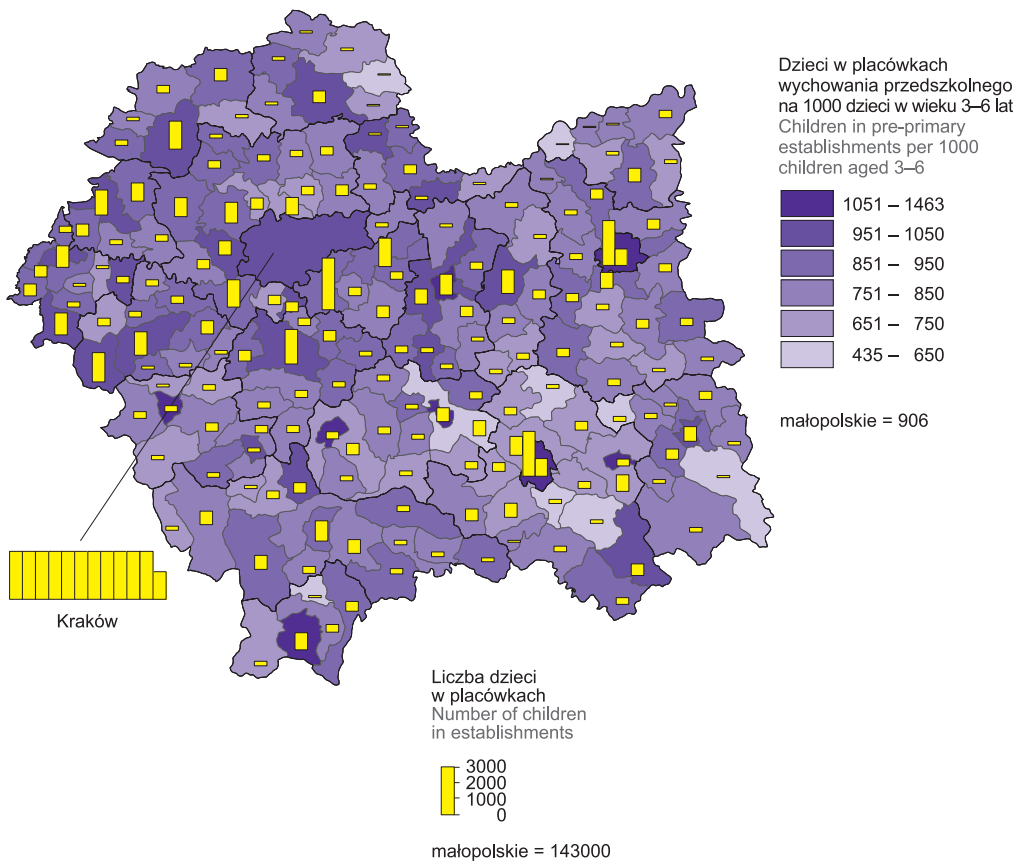 Dzieci w placówkach
wychowania przedszkolnego
na 1000 dzieci w wieku 3–6 lat
Children in pre-primary
establishments per 1000
children aged 3–6
1051 – 1463
951 – 1050
851 – 950
751 – 850
651 – 750
435 – 650
małopolskie = 906
Kraków
Liczba dzieci
w placówkach
Number of children
in establishments
3000
2000
1000
0
małopolskie = 143000